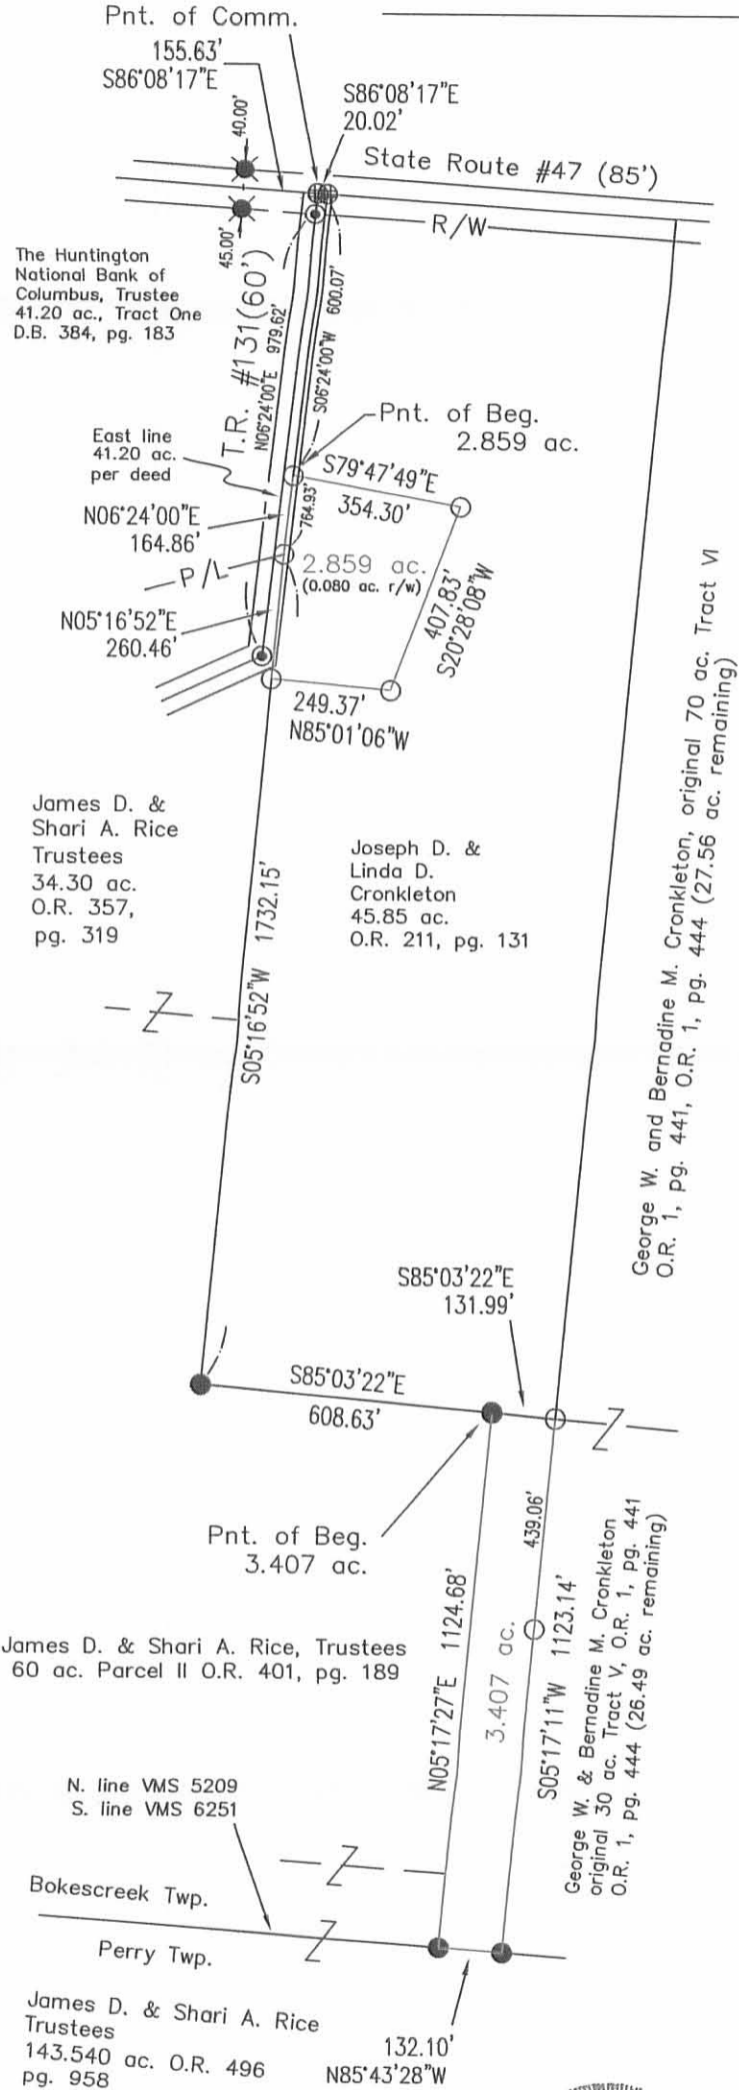 Pnt. of Comm.
155.63'
S86°08'17"E
S86°08'17"E
20.02'
40.00'
State Route #47 (85')
R/W
45.00'
The Huntington
National Bank of
Columbus, Trustee
41.20 ac., Tract One
D.B. 384, pg. 183
T.R. #131(60')
N06°24'00"E 979.62'
S06°24'00"W 600.07'
Pnt. of Beg.
2.859 ac.
East line
41.20 ac.
per deed
S79°47'49"E
354.30'
N06°24'00"E
164.86'
764.93'
P/L
2.859 ac.
(0.080 ac. r/w)
407.83'
S20°28'08"W
N05°16'52"E
260.46'
249.37'
N85°01'06"W
George W. and Bernadine M. Cronkleton, original 70 ac. Tract VI
O.R. 1, pg. 441, O.R. 1, pg. 444 (27.56 ac. remaining)
James D. &
Shari A. Rice
Trustees
34.30 ac.
O.R. 357,
pg. 319
Joseph D. &
Linda D.
Cronkleton
45.85 ac.
O.R. 211, pg. 131
S05°16'52"W 1732.15'
Z
S85°03'22"E
131.99'
S85°03'22"E
608.63'
Z
Pnt. of Beg.
3.407 ac.
439.06'
N05°17'27"E 1124.68'
3.407 ac.
S05°17'11"W 1123.14'
George W. & Bernadine M. Cronkleton
original 30 ac. Tract V, O.R. 1, pg. 441
O.R. 1, pg. 444 (26.49 ac. remaining)
James D. & Shari A. Rice, Trustees
60 ac. Parcel II O.R. 401, pg. 189
N. line VMS 5209
S. line VMS 6251
Z
Bokescreek Twp.
Z
Perry Twp.
James D. & Shari A. Rice
Trustees
143.540 ac. O.R. 496
pg. 958
132.10'
N85°43'28"W